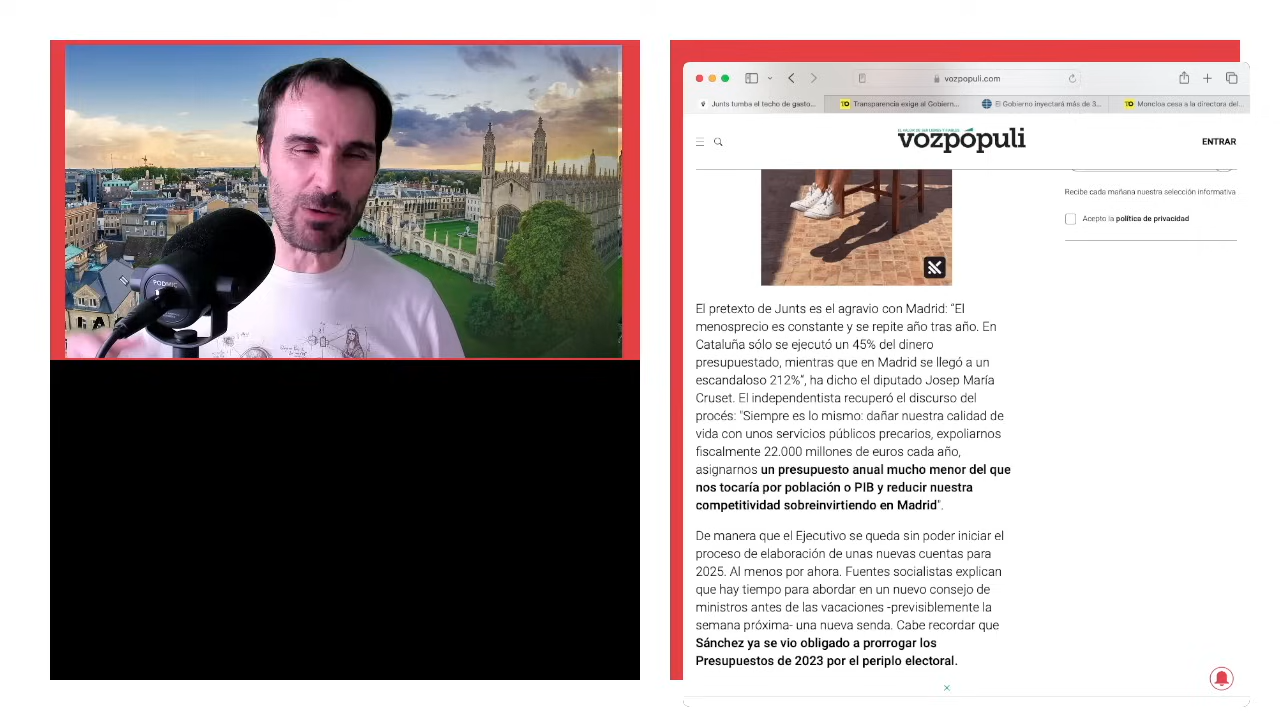 PODMIC
vozpopuli.com
Junts tumba el techo de gasto...
Transparencia exige al Gobiern...
El Gobierno inyectará más de 3...
Moncloa cesa a la directora del...
vozpópuli
ENTRAR
Recibe cada mañana nuestra selección informativa
Acepto la política de privacidad
El pretexto de Junts es el agravio con Madrid: “El
menosprecio es constante y se repite año tras año. En
Cataluña sólo se ejecutó un 45% del dinero
presupuestado, mientras que en Madrid se llegó a un
escandaloso 212%”, ha dicho el diputado Josep María
Cruset. El independentista recuperó el discurso del
procés: "Siempre es lo mismo: dañar nuestra calidad de
vida con unos servicios públicos precarios, expoliarnos
fiscalmente 22.000 millones de euros cada año,
asignarnos un presupuesto anual mucho menor del que
nos tocaría por población o PIB y reducir nuestra
competitividad sobreinvirtiendo en Madrid".
De manera que el Ejecutivo se queda sin poder iniciar el
proceso de elaboración de unas nuevas cuentas para
2025. Al menos por ahora. Fuentes socialistas explican
que hay tiempo para abordar en un nuevo consejo de
ministros antes de las vacaciones -previsiblemente la
semana próxima- una nueva senda. Cabe recordar que
Sánchez ya se vio obligado a prorrogar los
Presupuestos de 2023 por el periplo electoral.